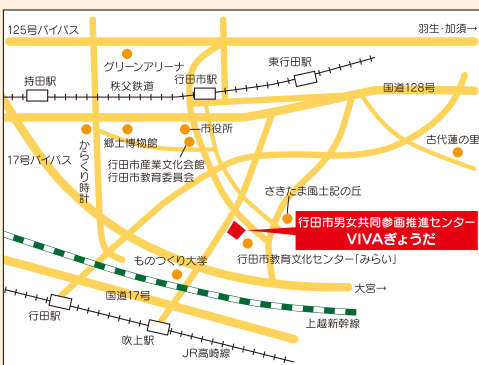 125号バイパス
羽生・加須→
グリーンアリーナ
東行田駅
持田駅
秩父鉄道
行田市駅
国道128号
市役所
郷土博物館
古代蓮の里
17号バイパス
からくり時計
行田市産業文化会館
行田市教育委員会
さきたま風土記の丘
行田市男女共同参画推進センター
VIVAぎょうだ
行田市教育文化センター「みらい」
ものつくり大学
大宮→
国道17号
行田駅
上越新幹線
吹上駅
JR高崎線